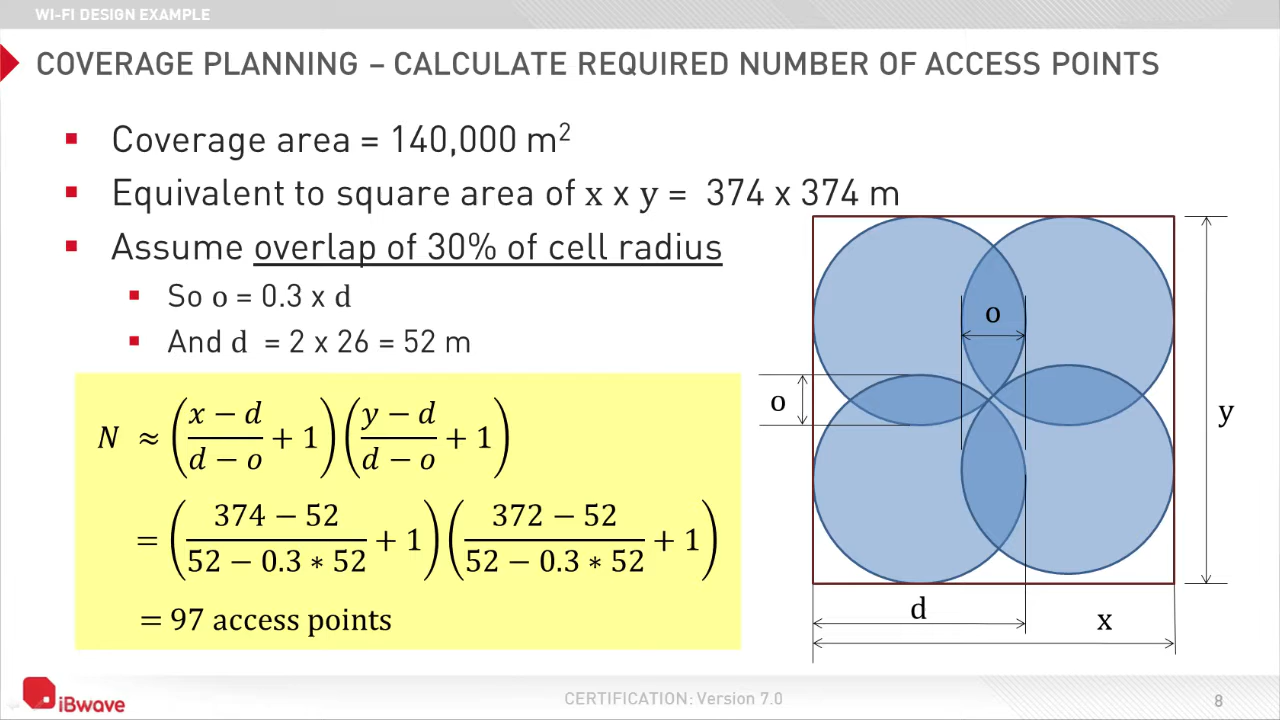 WI-FI DESIGN EXAMPLE
COVERAGE PLANNING – CALCULATE REQUIRED NUMBER OF ACCESS POINTS
▪ Coverage area = 140,000 m²
▪ Equivalent to square area of x x y = 374 x 374 m
▪ Assume overlap of 30% of cell radius
▪ So o = 0.3 x d
▪ And d = 2 x 26 = 52 m
N ≈ ((x − d)/(d − o) + 1)((y − d)/(d − o) + 1)
= ((374 − 52)/(52 − 0.3 ∗ 52) + 1)((372 − 52)/(52 − 0.3 ∗ 52) + 1)
= 97 access points
o
o
y
d
x
iBwave
CERTIFICATION: Version 7.0
8